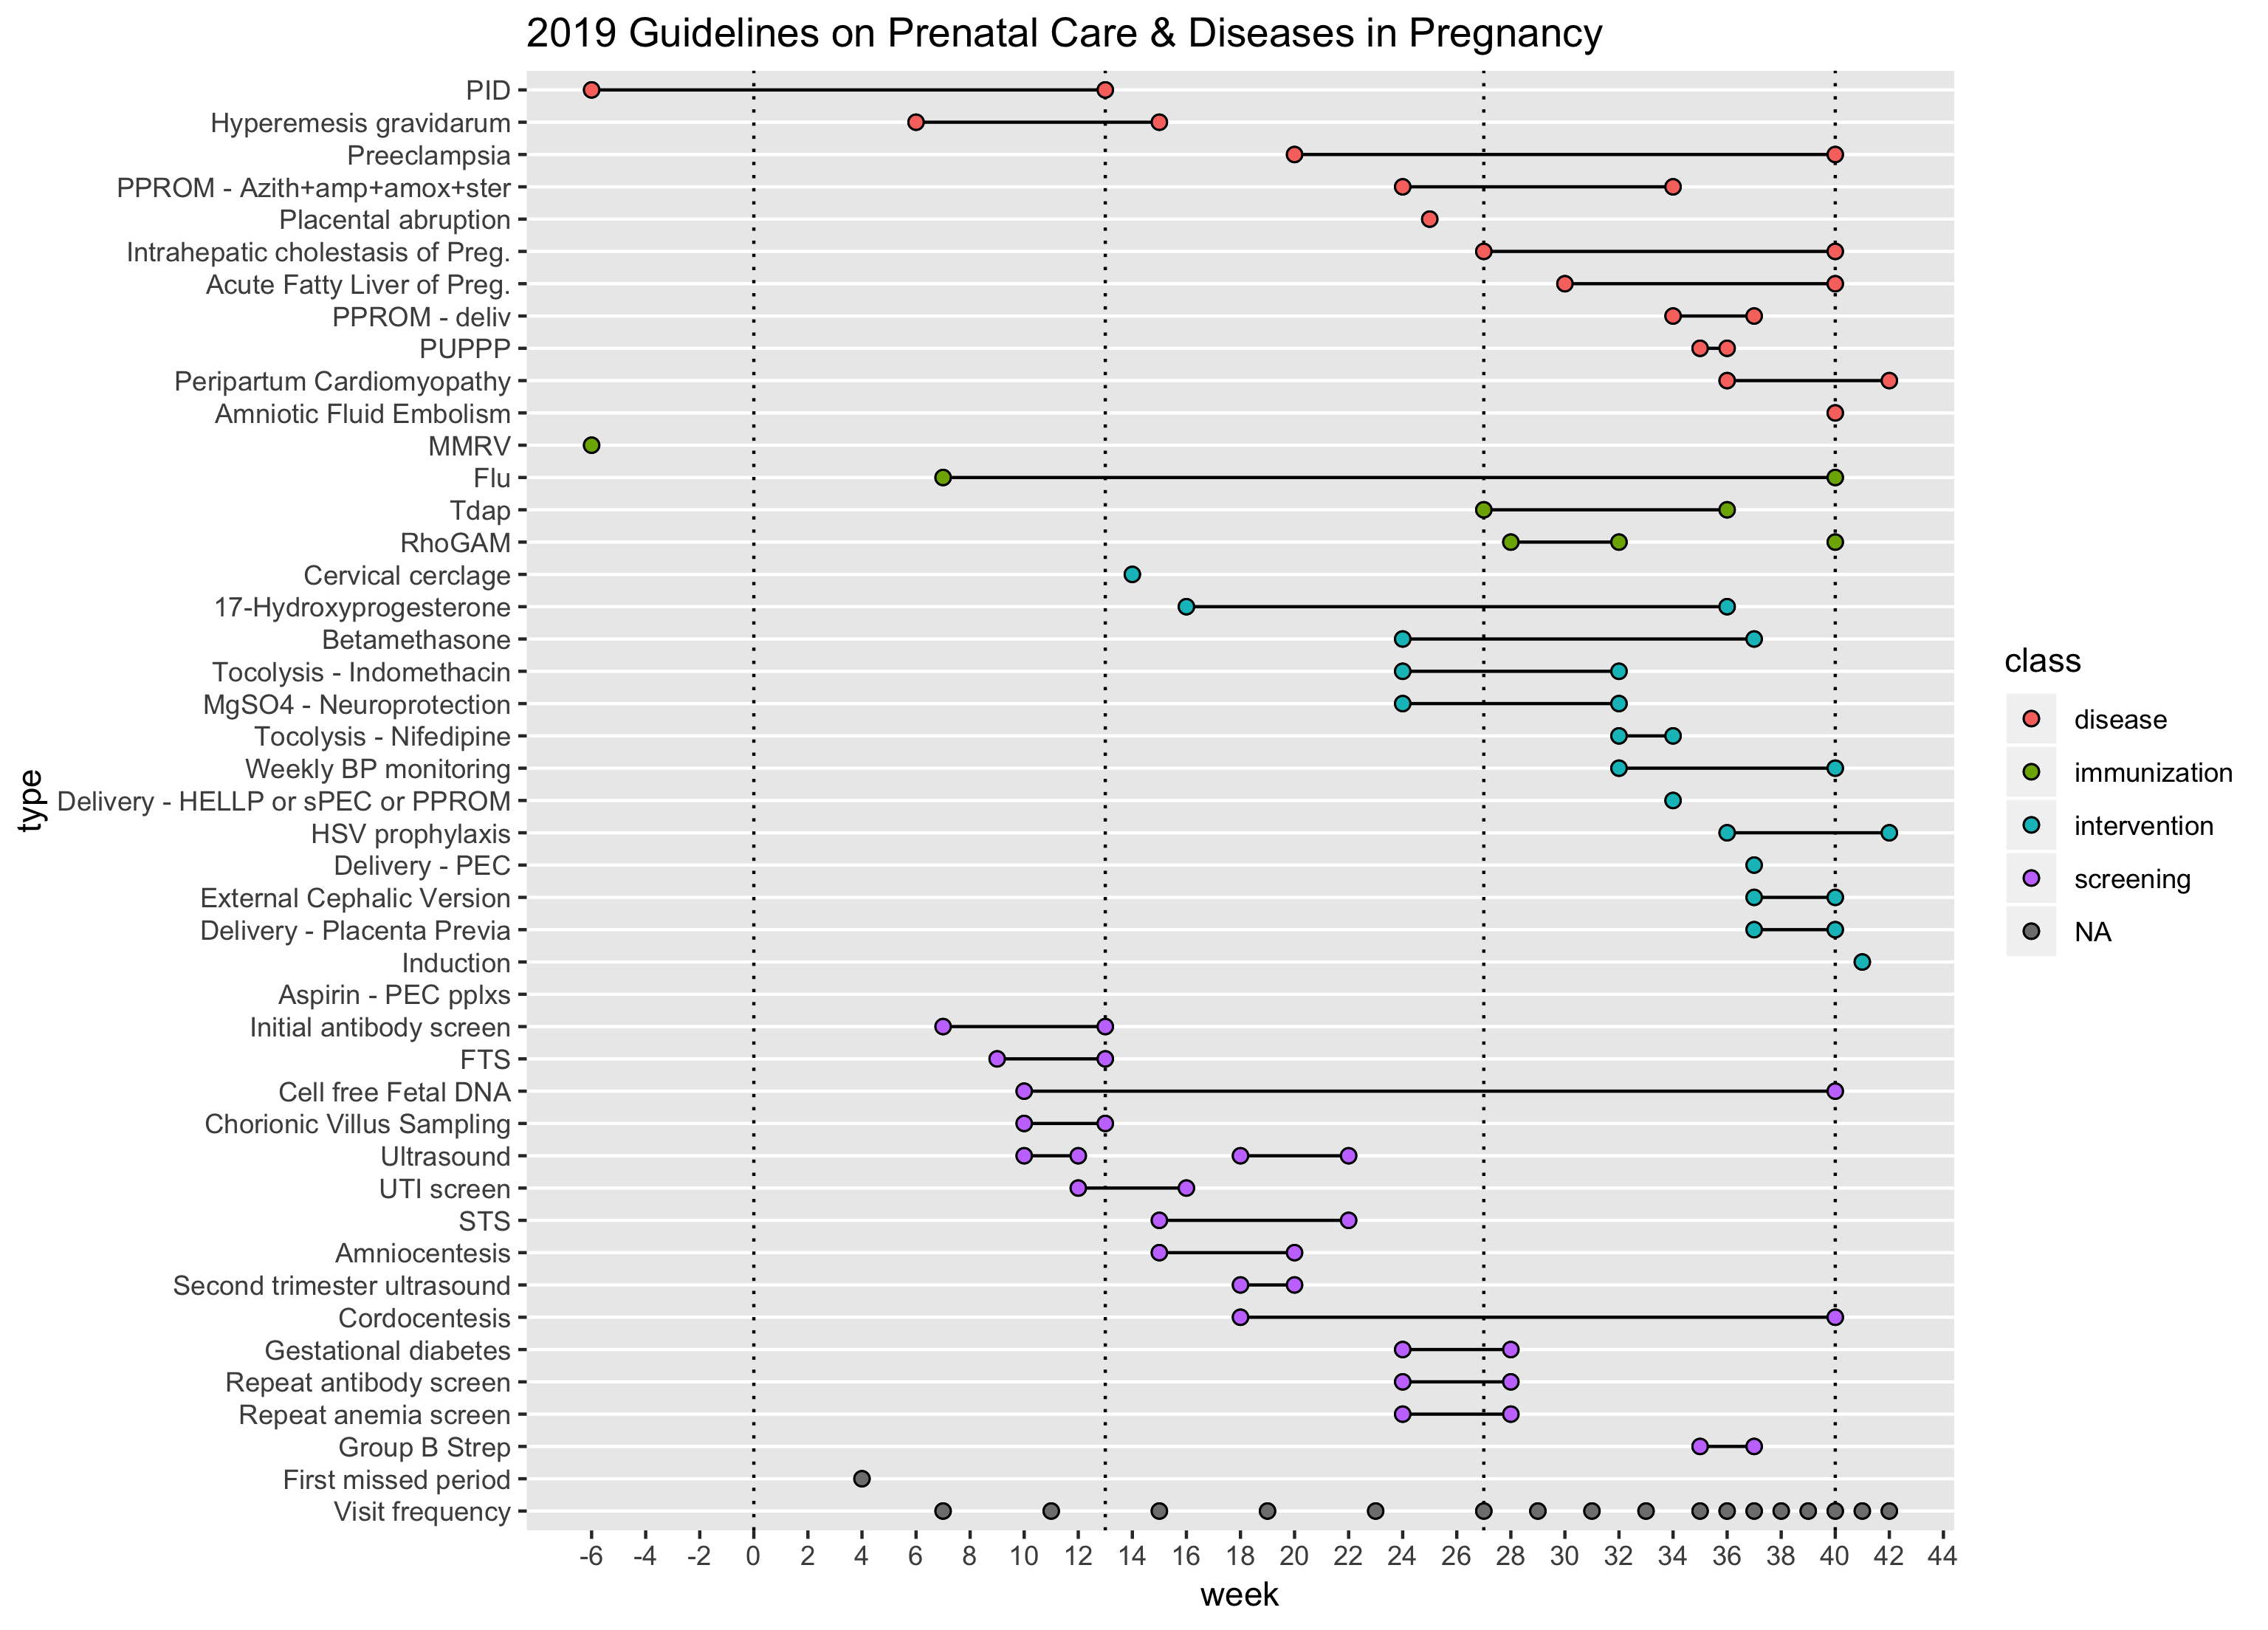 2019 Guidelines on Prenatal Care & Diseases in Pregnancy
PID
Hyperemesis gravidarum
Preeclampsia
PPROM - Azith+amp+amox+ster
Placental abruption
Intrahepatic cholestasis of Preg.
Acute Fatty Liver of Preg.
PPROM - deliv
PUPPP
Peripartum Cardiomyopathy
Amniotic Fluid Embolism
MMRV
Flu
Tdap
RhoGAM
Cervical cerclage
17-Hydroxyprogesterone
Betamethasone
Tocolysis - Indomethacin
MgSO4 - Neuroprotection
Tocolysis - Nifedipine
Weekly BP monitoring
Delivery - HELLP or sPEC or PPROM
HSV prophylaxis
Delivery - PEC
External Cephalic Version
Delivery - Placenta Previa
Induction
Aspirin - PEC pplxs
Initial antibody screen
FTS
Cell free Fetal DNA
Chorionic Villus Sampling
Ultrasound
UTI screen
STS
Amniocentesis
Second trimester ultrasound
Cordocentesis
Gestational diabetes
Repeat antibody screen
Repeat anemia screen
Group B Strep
First missed period
Visit frequency
type
-6 -4 -2 0 2 4 6 8 10 12 14 16 18 20 22 24 26 28 30 32 34 36 38 40 42 44
week
class
disease
immunization
intervention
screening
NA